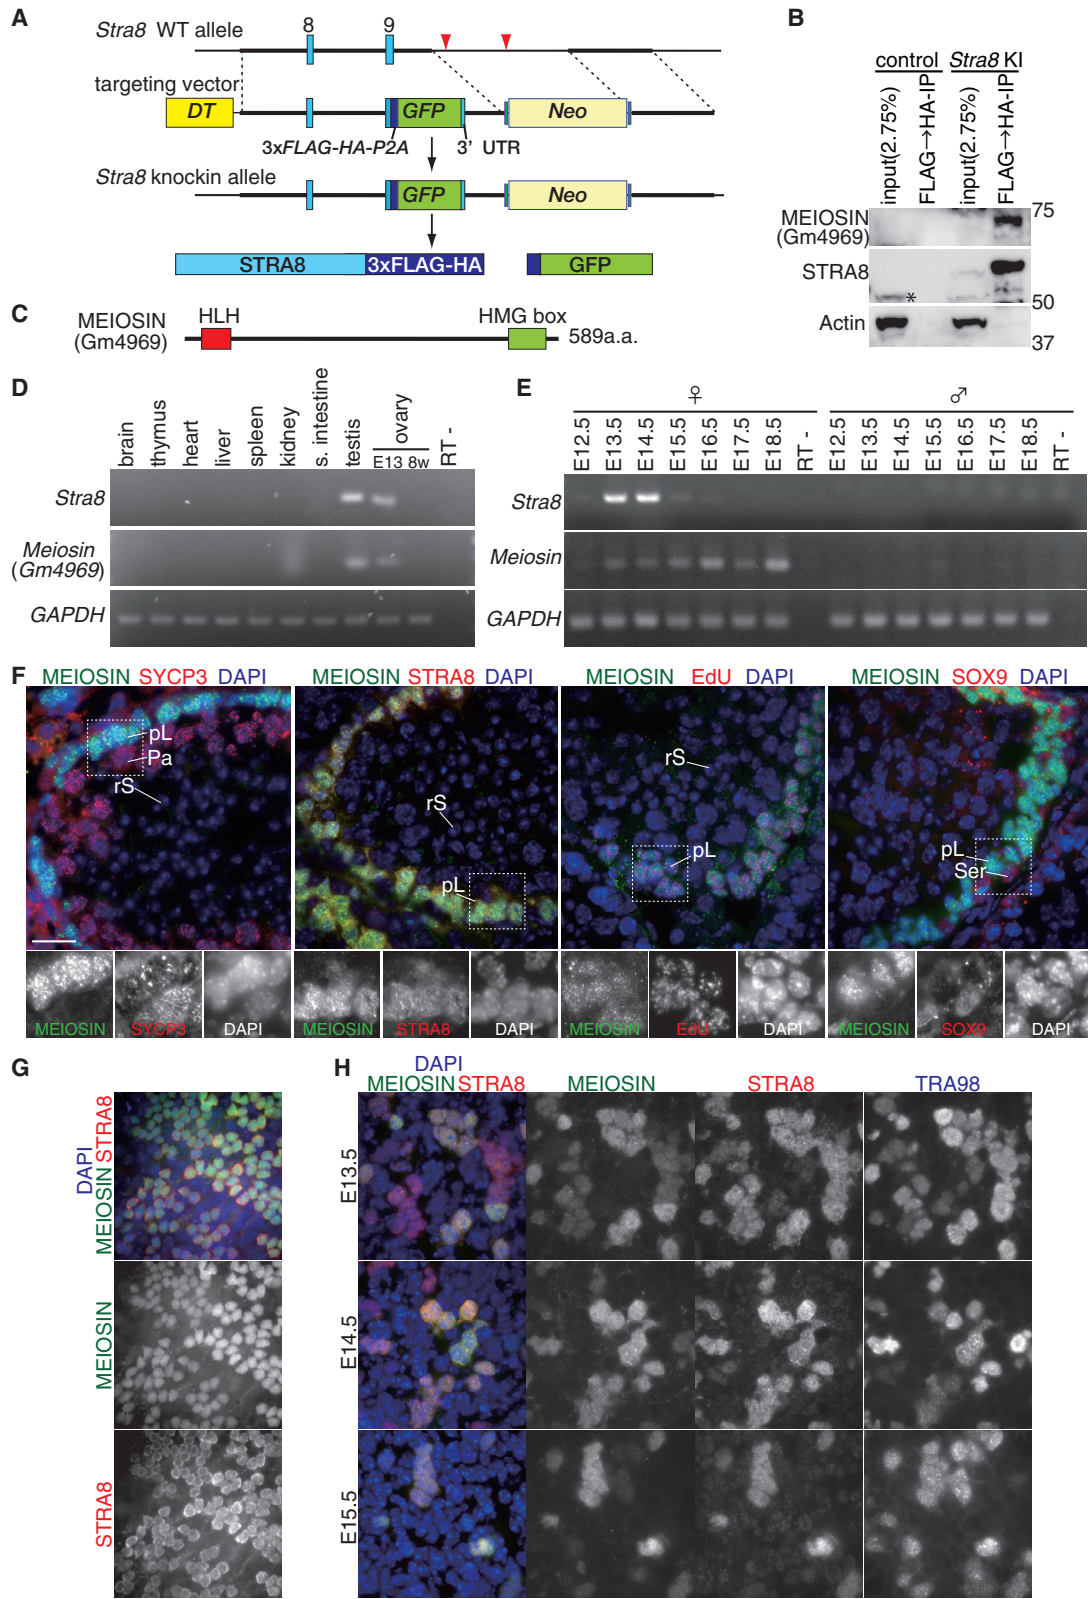 A
Stra8 WT allele
8
9
targeting vector
DT
GFP
Neo
3xFLAG-HA-P2A
3' UTR
Stra8 knockin allele
GFP
Neo
STRA8
3xFLAG-HA
GFP
B
control
Stra8 KI
input(2.75%)
FLAG→HA-IP
input(2.75%)
FLAG→HA-IP
MEIOSIN
(Gm4969)
75
STRA8
*
50
Actin
37
C
MEIOSIN
(Gm4969)
HLH
HMG box
589a.a.
D
brain
thymus
heart
liver
spleen
kidney
s. intestine
testis
ovary
E13 8w
RT -
Stra8
Meiosin
(Gm4969)
GAPDH
E
♀
♂
E12.5
E13.5
E14.5
E15.5
E16.5
E17.5
E18.5
RT -
E12.5
E13.5
E14.5
E15.5
E16.5
E17.5
E18.5
RT -
Stra8
Meiosin
GAPDH
F
MEIOSIN SYCP3 DAPI
pL
Pa
rS
MEIOSIN
SYCP3
DAPI
MEIOSIN STRA8 DAPI
rS
pL
MEIOSIN
STRA8
DAPI
MEIOSIN EdU DAPI
rS
pL
MEIOSIN
EdU
DAPI
MEIOSIN SOX9 DAPI
pL
Ser
MEIOSIN
SOX9
DAPI
G
DAPI
MEIOSIN STRA8
MEIOSIN
STRA8
H
DAPI
MEIOSIN STRA8
MEIOSIN
STRA8
TRA98
E13.5
E14.5
E15.5